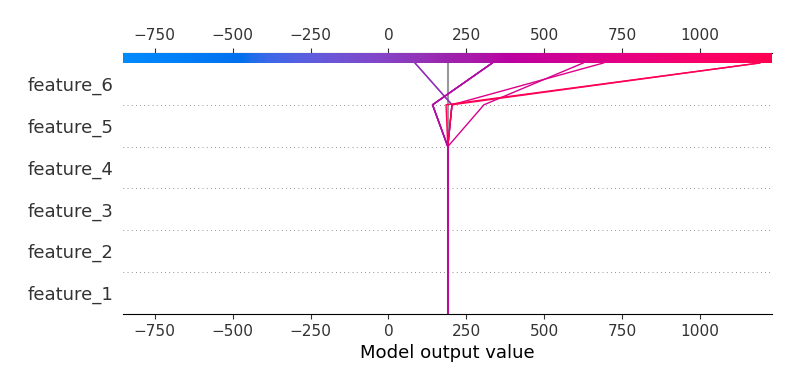 −750 −500 −250 0 250 500 750 1000
feature_6
feature_5
feature_4
feature_3
feature_2
feature_1
−750 −500 −250 0 250 500 750 1000
Model output value